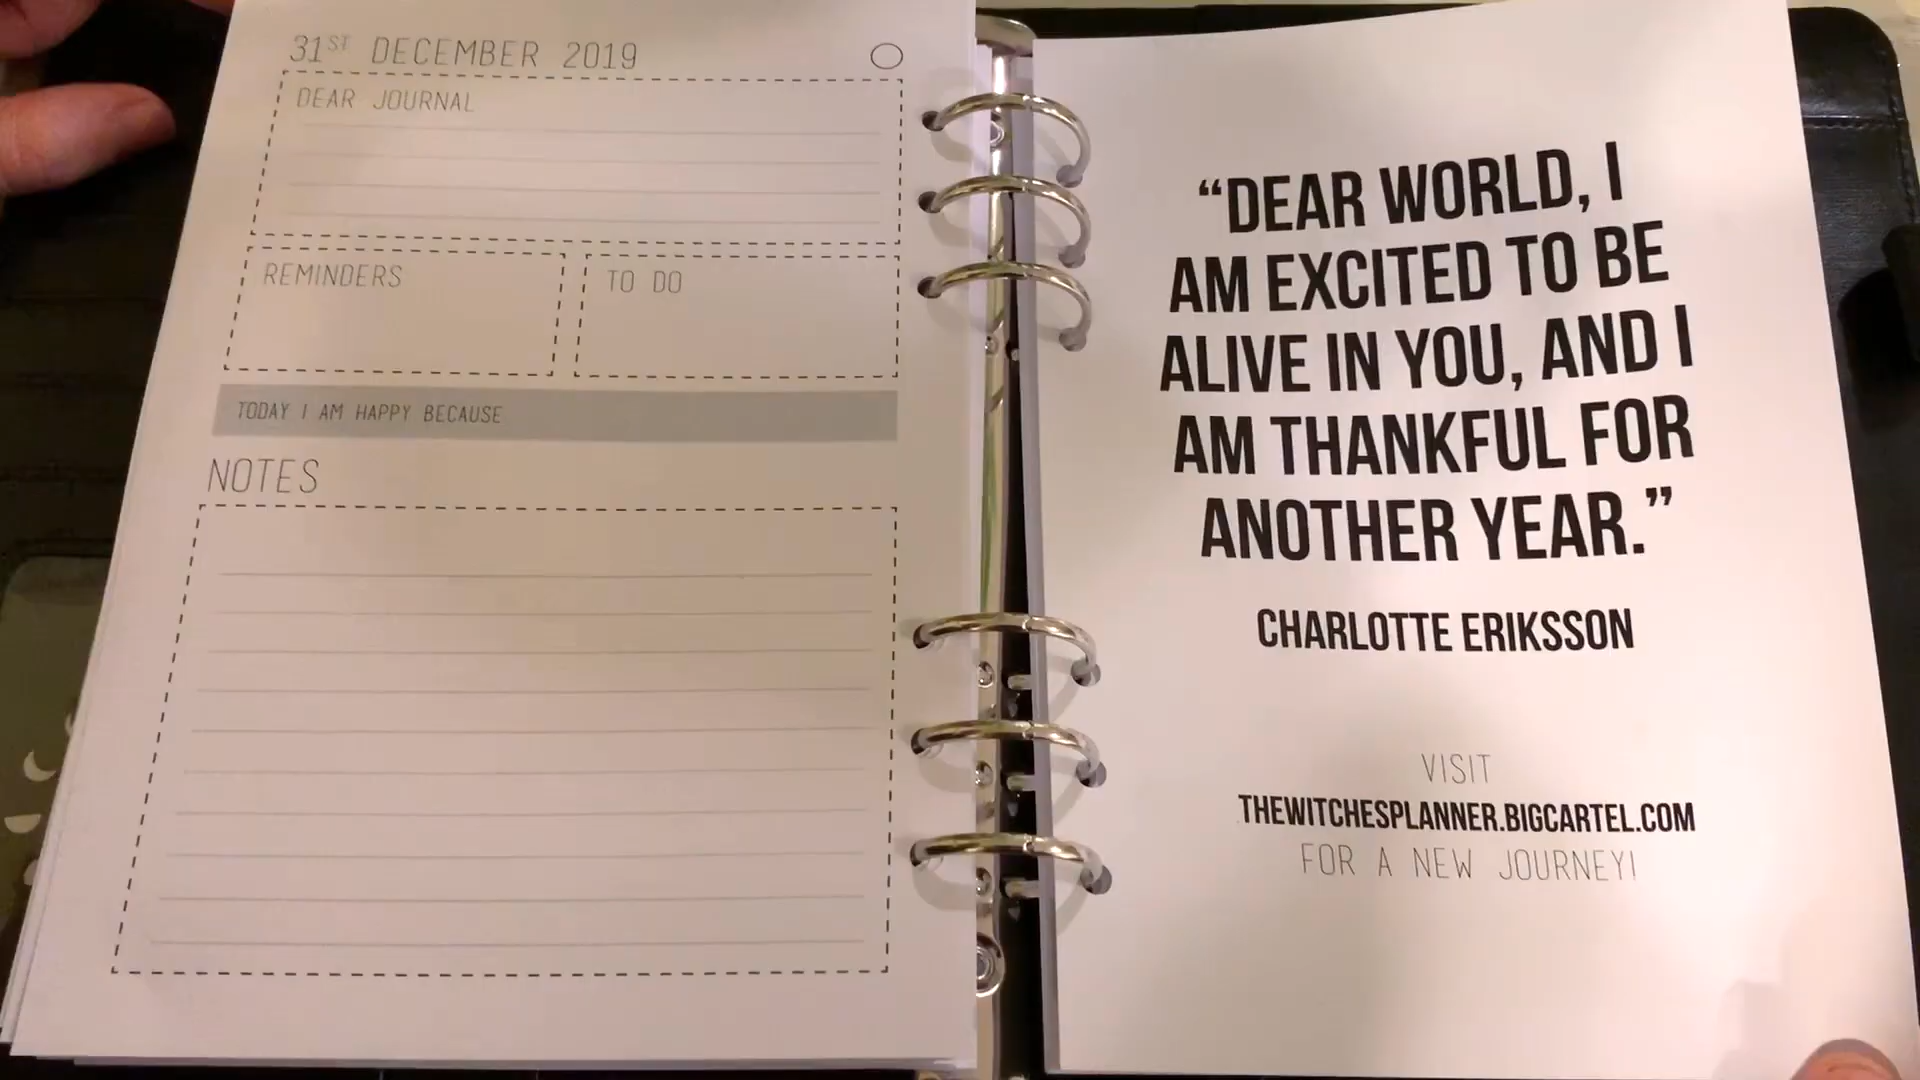 31ST DECEMBER 2019
DEAR JOURNAL
REMINDERS
TO DO
TODAY I AM HAPPY BECAUSE
NOTES
“DEAR WORLD, I
AM EXCITED TO BE
ALIVE IN YOU, AND I
AM THANKFUL FOR
ANOTHER YEAR.”
CHARLOTTE ERIKSSON
VISIT
THEWITCHESPLANNER.BIGCARTEL.COM
FOR A NEW JOURNEY!